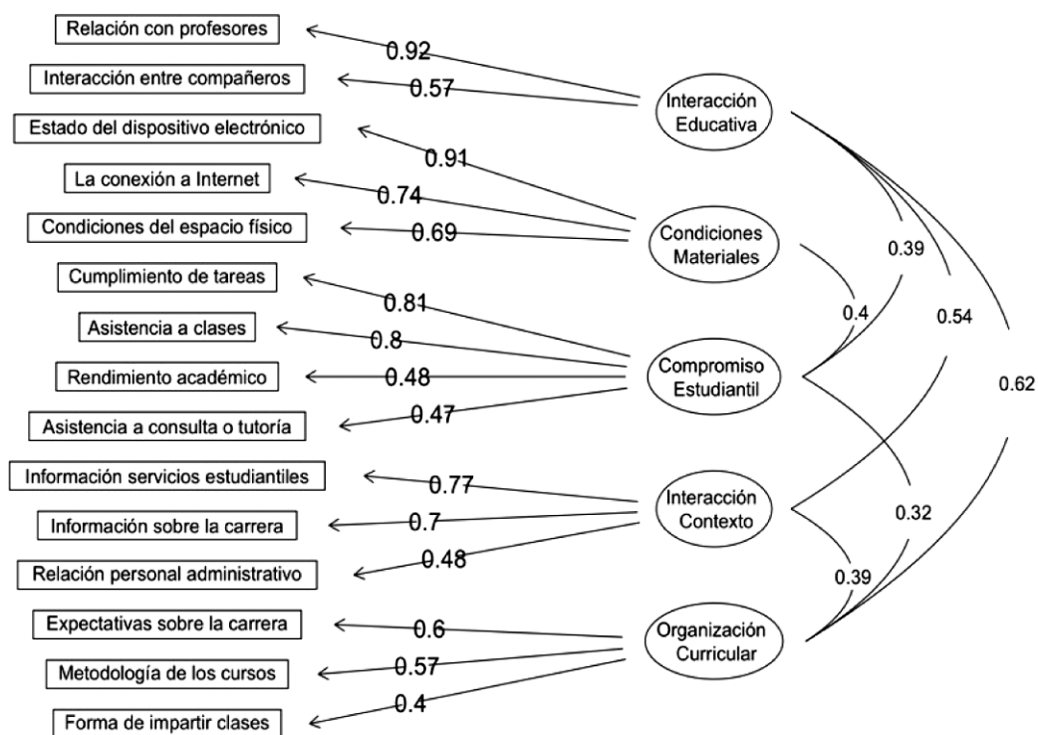 Relación con profesores
0.92
Interacción entre compañeros
0.57
Interacción
Educativa
Estado del dispositivo electrónico
0.91
La conexión a Internet
0.74
Condiciones del espacio físico
0.69
Condiciones
Materiales
0.39
Cumplimiento de tareas
0.81
0.4
0.54
Asistencia a clases
0.8
Rendimiento académico
0.48
Compromiso
Estudiantil
0.62
Asistencia a consulta o tutoría
0.47
Información servicios estudiantiles
0.77
Información sobre la carrera
0.7
Interacción
Contexto
0.32
Relación personal administrativo
0.48
0.39
Expectativas sobre la carrera
0.6
Organización
Curricular
Metodología de los cursos
0.57
Forma de impartir clases
0.4